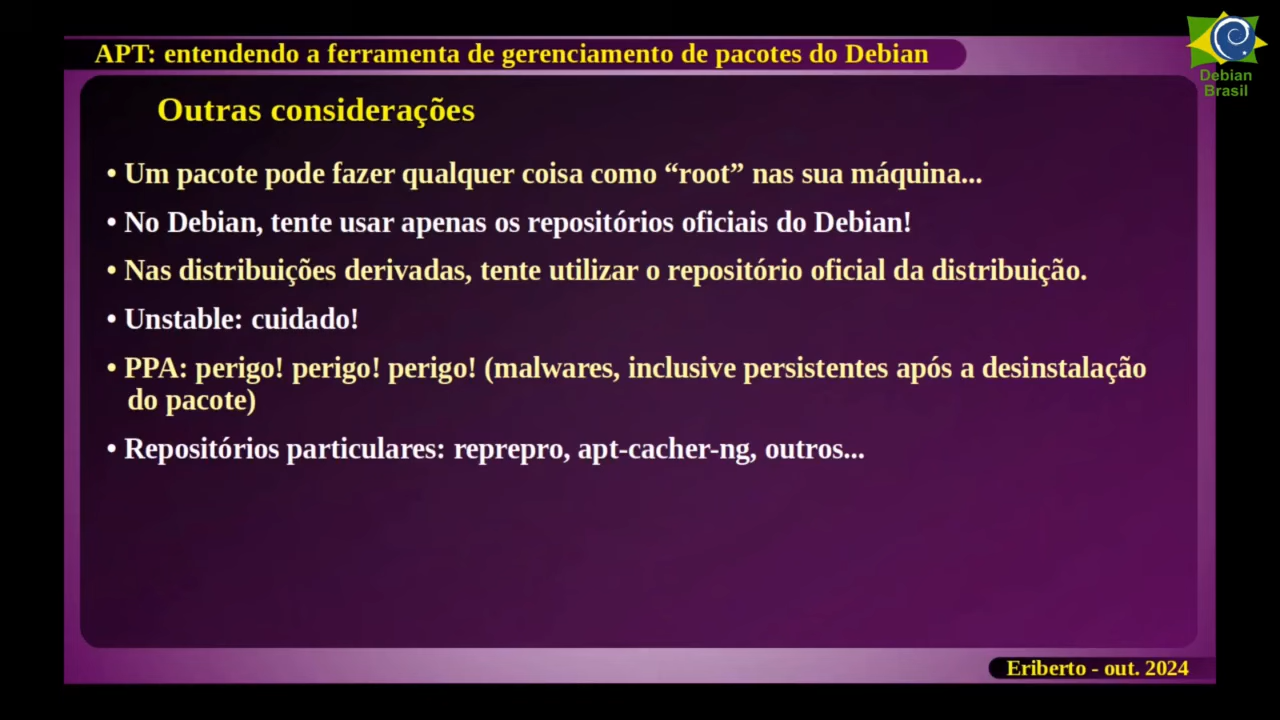 APT: entendendo a ferramenta de gerenciamento de pacotes do Debian
Debian
Brasil
Outras considerações
• Um pacote pode fazer qualquer coisa como “root” nas sua máquina...
• No Debian, tente usar apenas os repositórios oficiais do Debian!
• Nas distribuições derivadas, tente utilizar o repositório oficial da distribuição.
• Unstable: cuidado!
• PPA: perigo! perigo! perigo! (malwares, inclusive persistentes após a desinstalação
do pacote)
• Repositórios particulares: reprepro, apt-cacher-ng, outros...
Eriberto - out. 2024